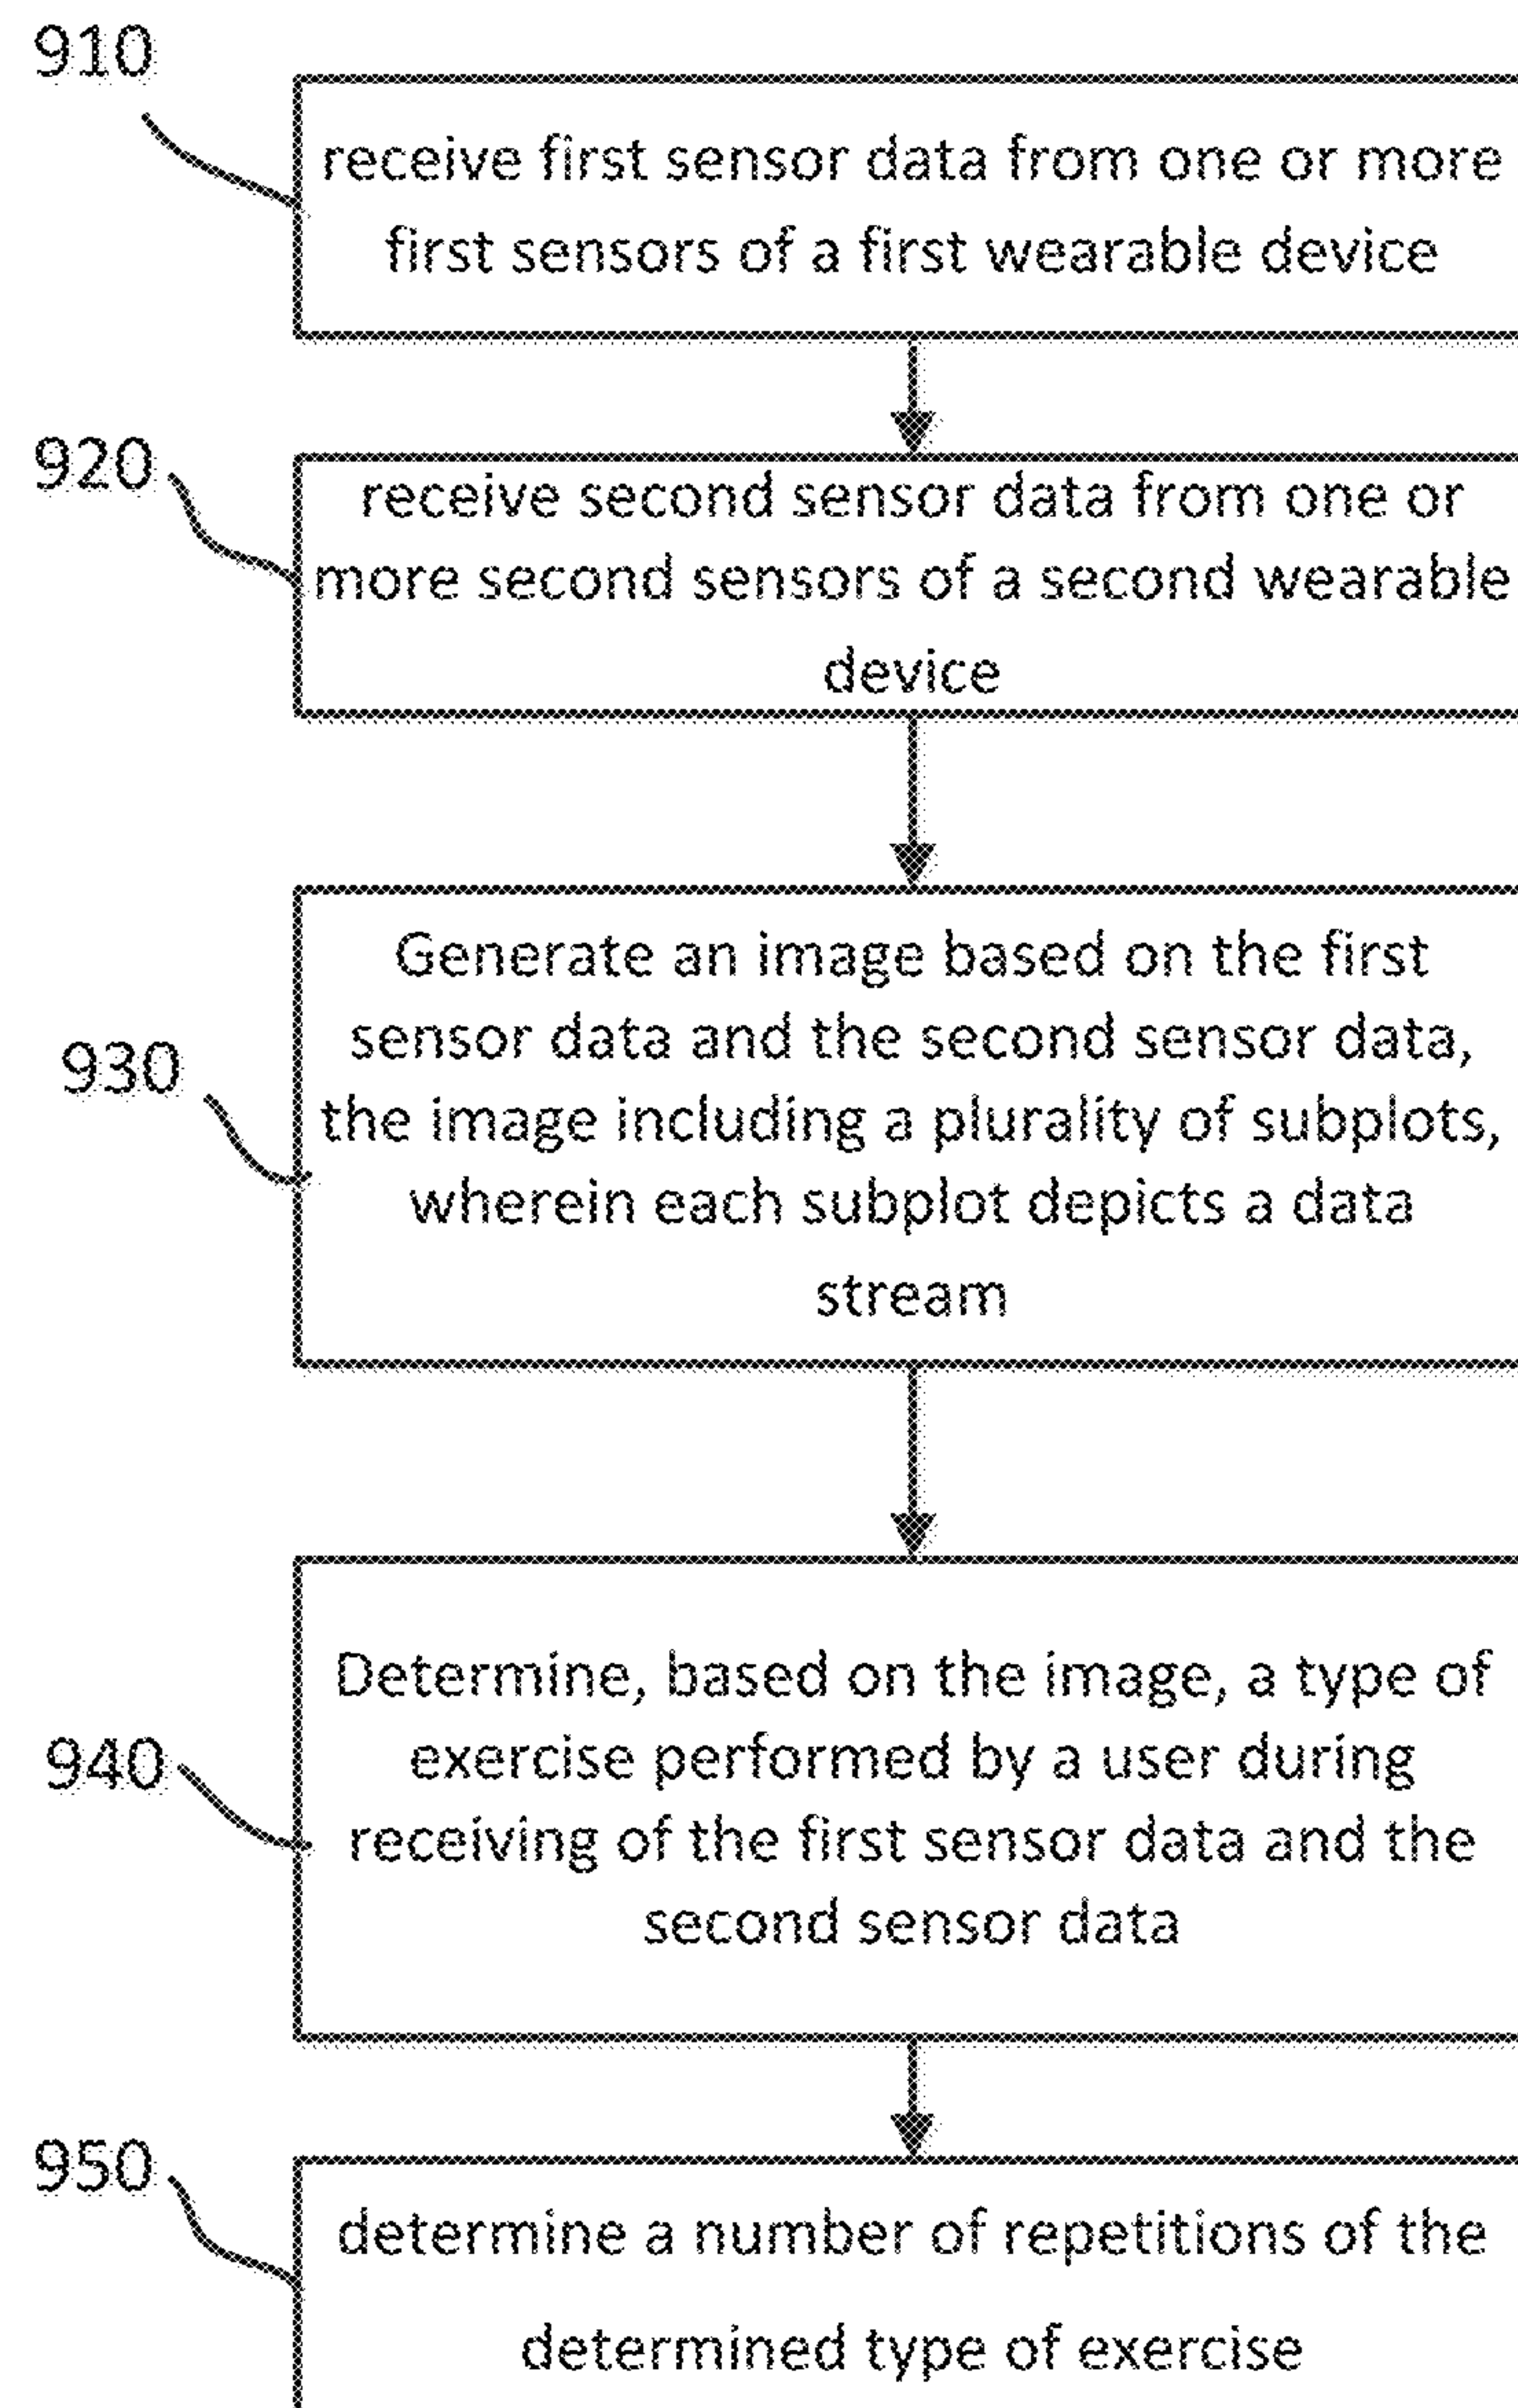 910
receive first sensor data from one or more
first sensors of a first wearable device
920
receive second sensor data from one or
more second sensors of a second wearable
device
Generate an image based on the first
sensor data and the second sensor data,
930
the image including a plurality of subplots,
wherein each subplot depicts a data
stream
Determine, based on the image, a type of
940
exercise performed by a user during
receiving of the first sensor data and the
second sensor data
950
determine a number of repetitions of the
determined type of exercise